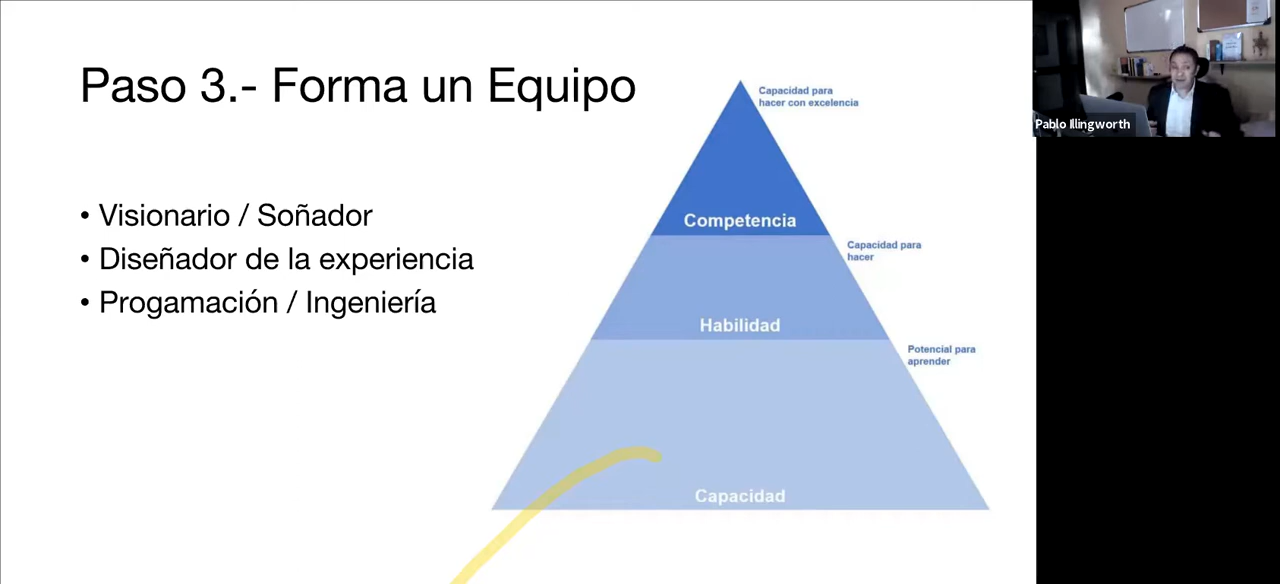 Paso 3.- Forma un Equipo
• Visionario / Soñador
• Diseñador de la experiencia
• Progamación / Ingeniería
Capacidad para
hacer con excelencia
Competencia
Capacidad para
hacer
Habilidad
Potencial para
aprender
Capacidad
Pablo Illingworth